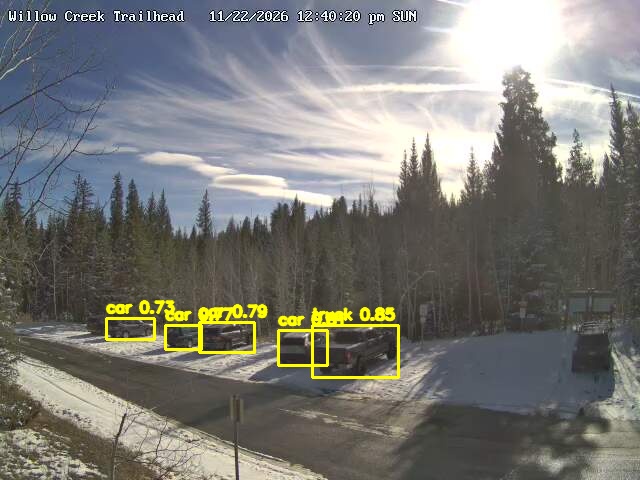 Willow Creek Trailhead 11/22/2026 12:40:20 pm SUN
car 0.73
car 0.79
car
truck 0.85